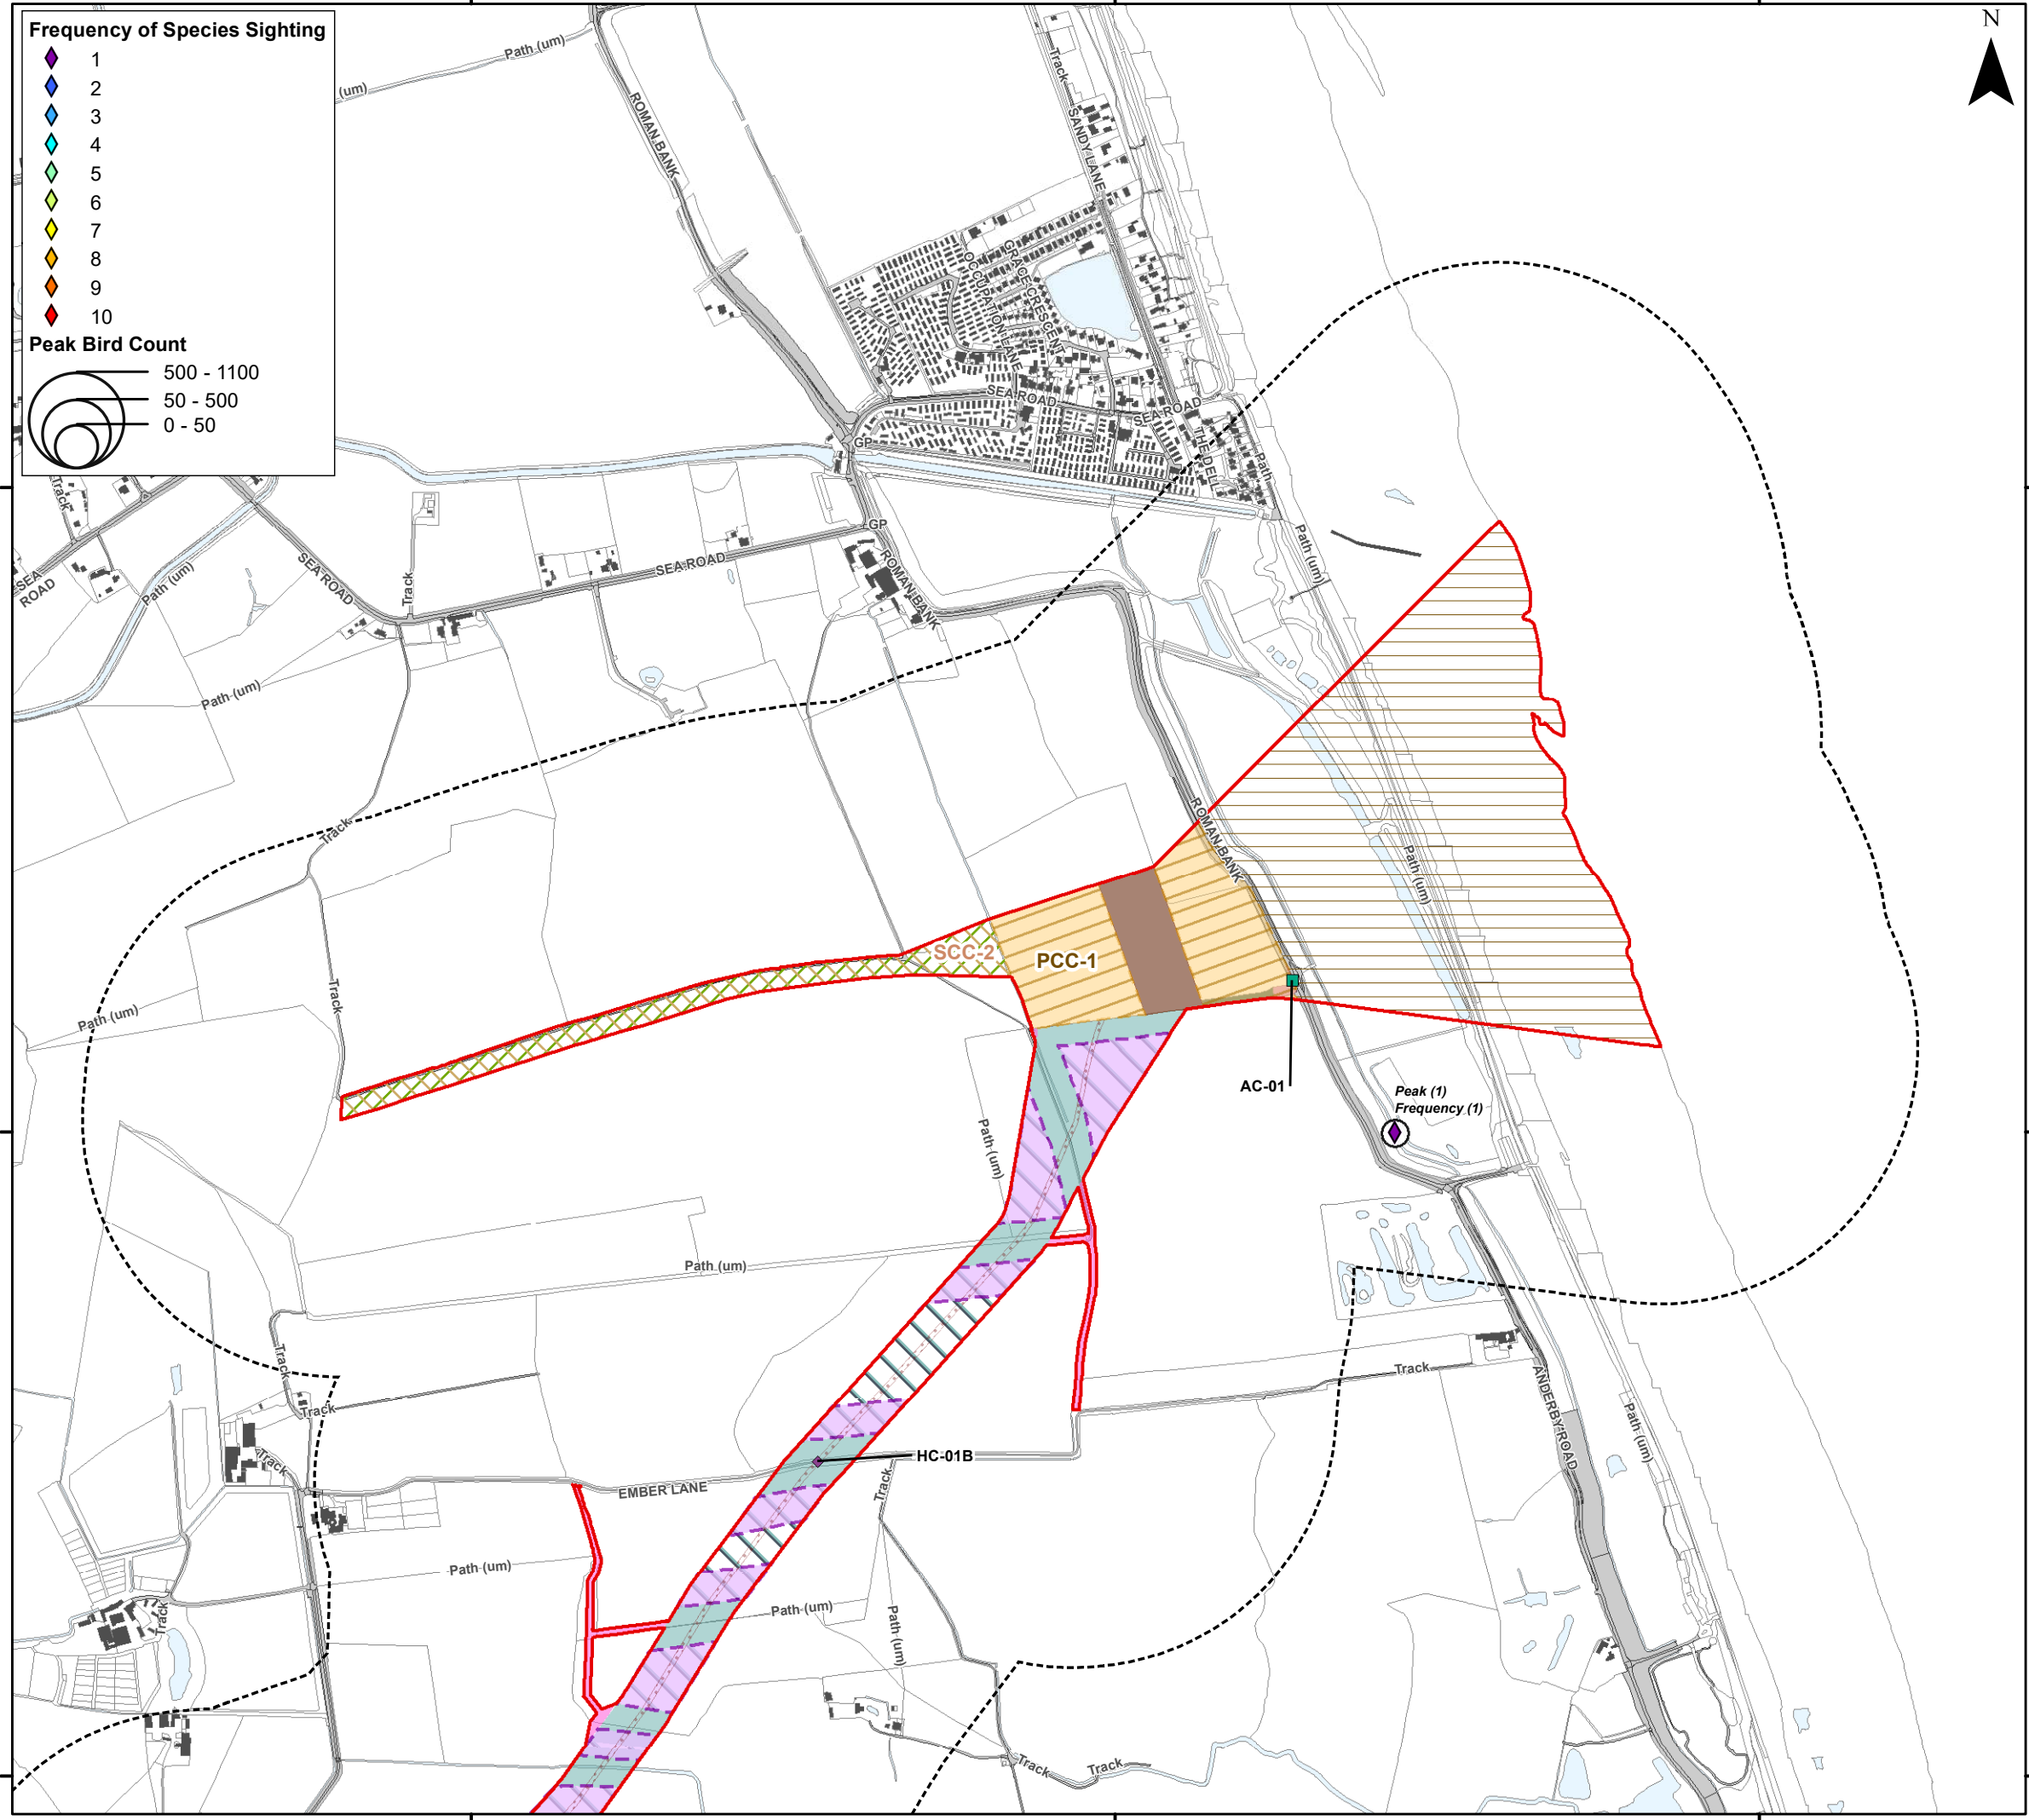 Frequency of Species Sighting
1
2
3
4
5
6
7
8
9
10
Peak Bird Count
500 - 1100
50 - 500
0 - 50
N
Path (um)
(um)
ROMAN BANK
Track
SANDY LANE
GRACE CRESCENT
OCCUPATION LANE
SEA ROAD
SEA ROAD
THE DELL
Path
GP
GP
Track
SEA
ROAD
Path (um)
SEA ROAD
Track
SEA ROAD
ROMAN BANK
Path (um)
Path (um)
Track
ROMAN BANK
Path (um)
SCC-2
PCC-1
Track
Path (um)
AC-01
Peak (1)
Frequency (1)
Path (um)
Path (um)
Track
Track
Track
Track
ANDERBY ROAD
Path (um)
HC-01B
EMBER LANE
Track
Path (um)
Path (um)
Path (um)
Track
Track
Track